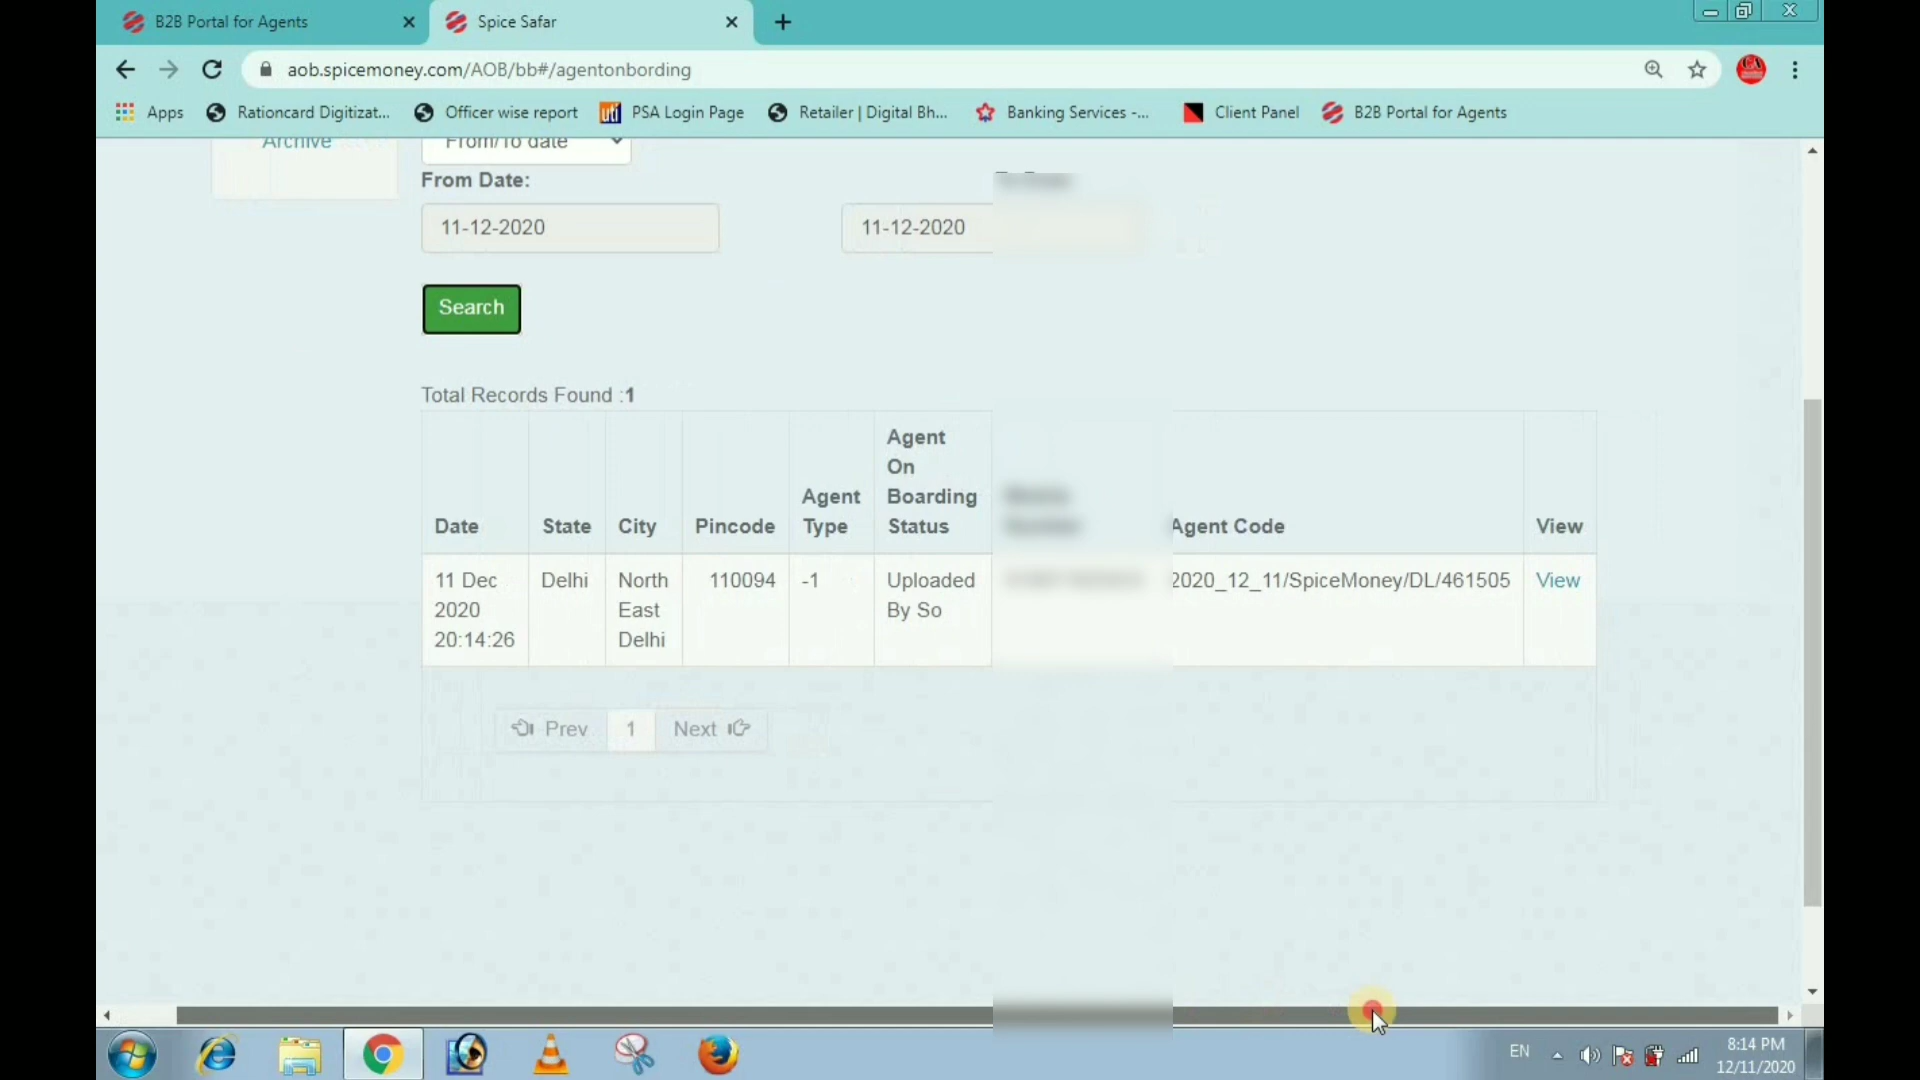 B2B Portal for Agents
Spice Safar
aob.spicemoney.com/AOB/bb#/agentonbording
Apps
Rationcard Digitizat...
Officer wise report
uti
PSA Login Page
Retailer | Digital Bh...
Banking Services -...
Client Panel
B2B Portal for Agents
Archive
From/To date
From Date:
11-12-2020
11-12-2020
Search
Total Records Found :1
Date
State
City
Pincode
Agent
Type
Agent
On
Boarding
Status
Agent Code
View
11 Dec
2020
20:14:26
Delhi
North
East
Delhi
110094
-1
Uploaded
By So
2020_12_11/SpiceMoney/DL/461505
View
Prev
1
Next
EN
8:14 PM
12/11/2020